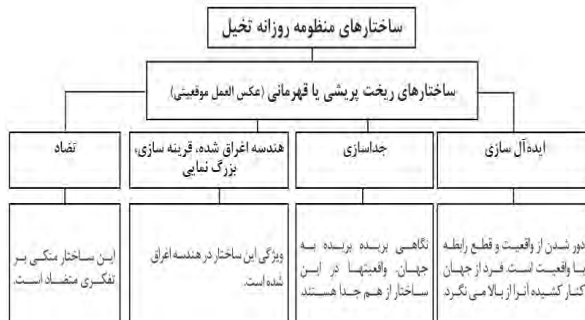 ساختارهای منظومه روزانه تخیل
ساختارهای ریخت پریشی یا قهرمانی (عکس العمل موقعیتی)
ایده‌آل سازی
جداسازی
هندسه اغراق شده، قرینه سازی،
بزرگ نمایی
تضاد
دور شدن از واقعیت و قطع رابطه
با واقعیت است. فرد از جهان
کنار کشیده آنرا از بالا می نگرد.
نگاهی بریده بریده به
جهان. واقعیتها در این
ساختار از هم جدا هستند
ویژگی این ساختار در هندسه اغراق
شده است.
این ساختار متکی بر
تفکری متضاد است.